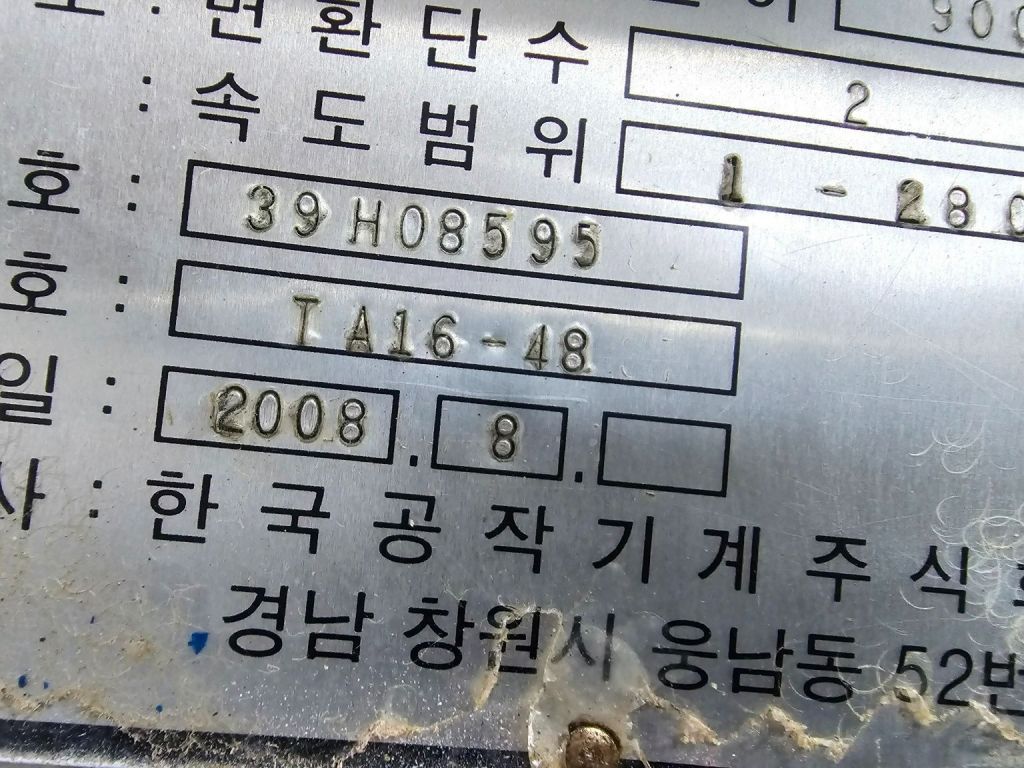 변환단수 2
: 속도범위 1 - 280
호 : 39H08595
호 : TA16-48
일 : 2008 . 8 .
사 : 한국공작기계주식
경남 창원시 웅남동 52번